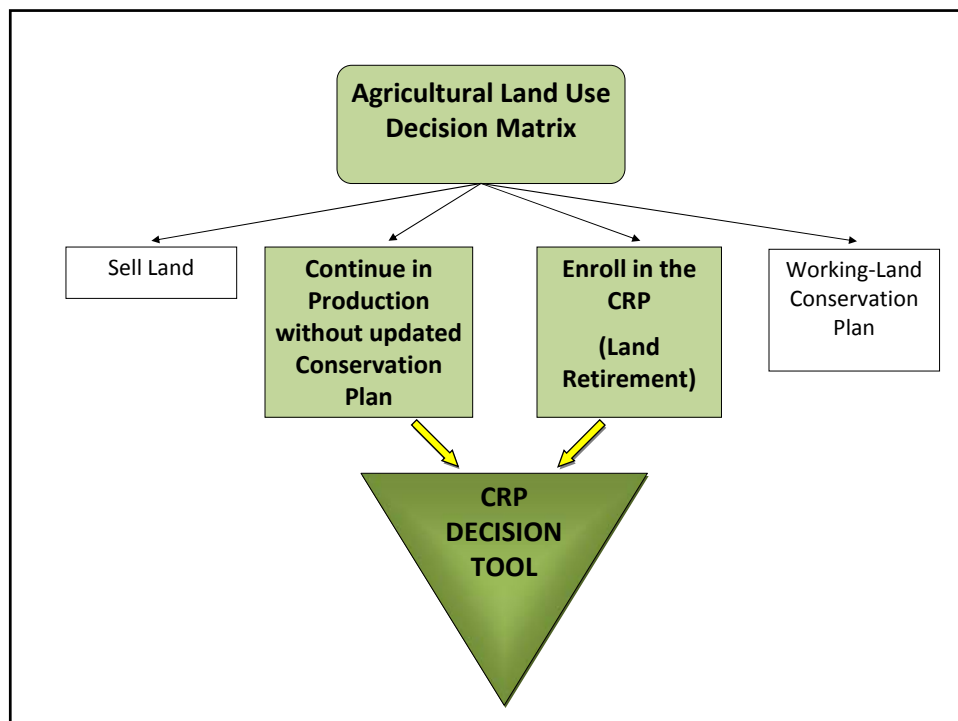 Agricultural Land Use
Decision Matrix
Sell Land
Continue in
Production
without updated
Conservation
Plan
Enroll in the
CRP
(Land
Retirement)
Working-Land
Conservation
Plan
CRP
DECISION
TOOL